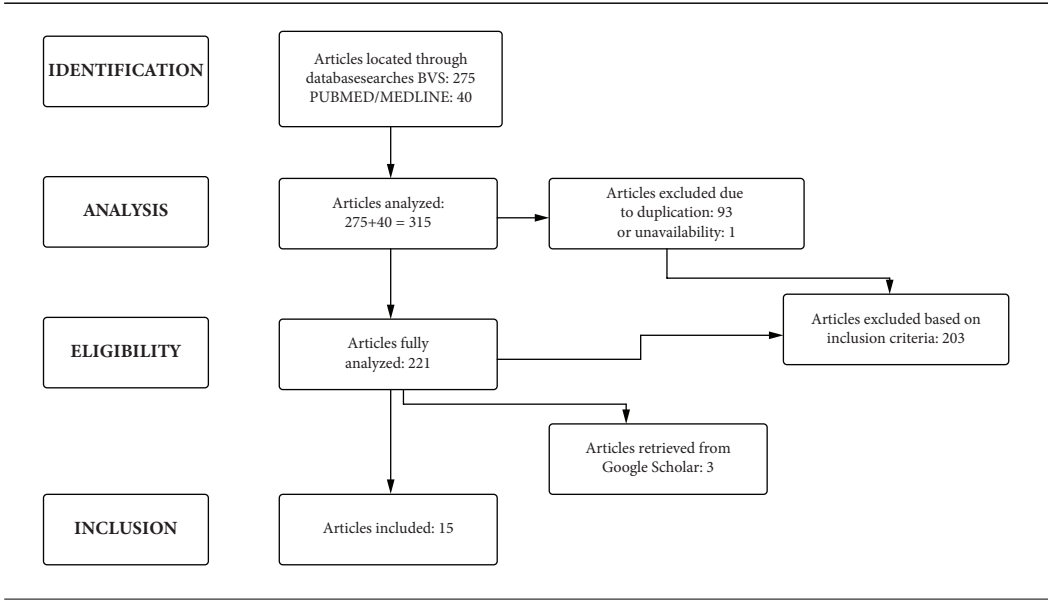 IDENTIFICATION
Articles located through
databasesearches BVS: 275
PUBMED/MEDLINE: 40
ANALYSIS
Articles analyzed:
275+40 = 315
Articles excluded due
to duplication: 93
or unavailability: 1
ELIGIBILITY
Articles fully
analyzed: 221
Articles excluded based on
inclusion criteria: 203
Articles retrieved from
Google Scholar: 3
INCLUSION
Articles included: 15